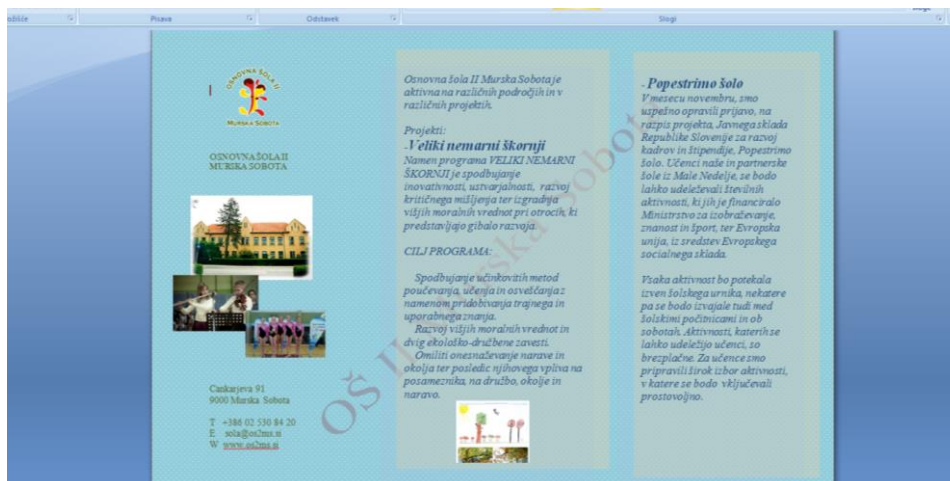 Pisava
Odstavek
Slogi
OSNOVNA ŠOLA II
MURSKA SOBOTA
OSNOVNA ŠOLA II
MURSKA SOBOTA
Cankarjeva 91
9000 Murska Sobota
T +386 02 530 84 20
E sola@os2ms.si
W www.os2ms.si
Osnovna šola II Murska Sobota je
aktivna na različnih področjih in v
različnih projektih.
Projekti:
-Veliki nemarni škornji
Namen programa VELIKI NEMARNI
ŠKORNJI je spodbujanje
inovativnosti, ustvarjalnosti, razvoj
kritičnega mišljenja ter izgradnja
višjih moralnih vrednot pri otrocih, ki
predstavljajo gibalo razvoja.
CILJ PROGRAMA:
Spodbujanje učinkovitih metod
poučevanja, učenja in osveščanja z
namenom pridobivanja trajnega in
uporabnega znanja.
Razvoj višjih moralnih vrednot in
dvig ekološko-družbene zavesti.
Omiliti onesnaževanje narave in
okolja ter posledic njihovega vpliva na
posameznika, na družbo, okolje in
naravo.
- Popestrimo šolo
V mesecu novembru, smo
uspešno opravili prijavo, na
razpis projekta, Javnega sklada
Republike Slovenije za razvoj
kadrov in štipendije, Popestrimo
šolo. Učenci naše in partnerske
šole iz Male Nedelje, se bodo
lahko udeleževali številnih
aktivnosti, ki jih je financiralo
Ministrstvo za izobraževanje,
znanost in šport, ter Evropska
unija, iz sredstev Evropskega
socialnega sklada.
Vsaka aktivnost bo potekala
izven šolskega urnika, nekatere
pa se bodo izvajale tudi med
šolskimi počitnicami in ob
sobotah. Aktivnosti, katerih se
lahko udeležijo učenci, so
brezplačne. Za učence smo
pripravili širok izbor aktivnosti,
v katere se bodo vključevali
prostovoljno.
OŠ II Murska Sobota